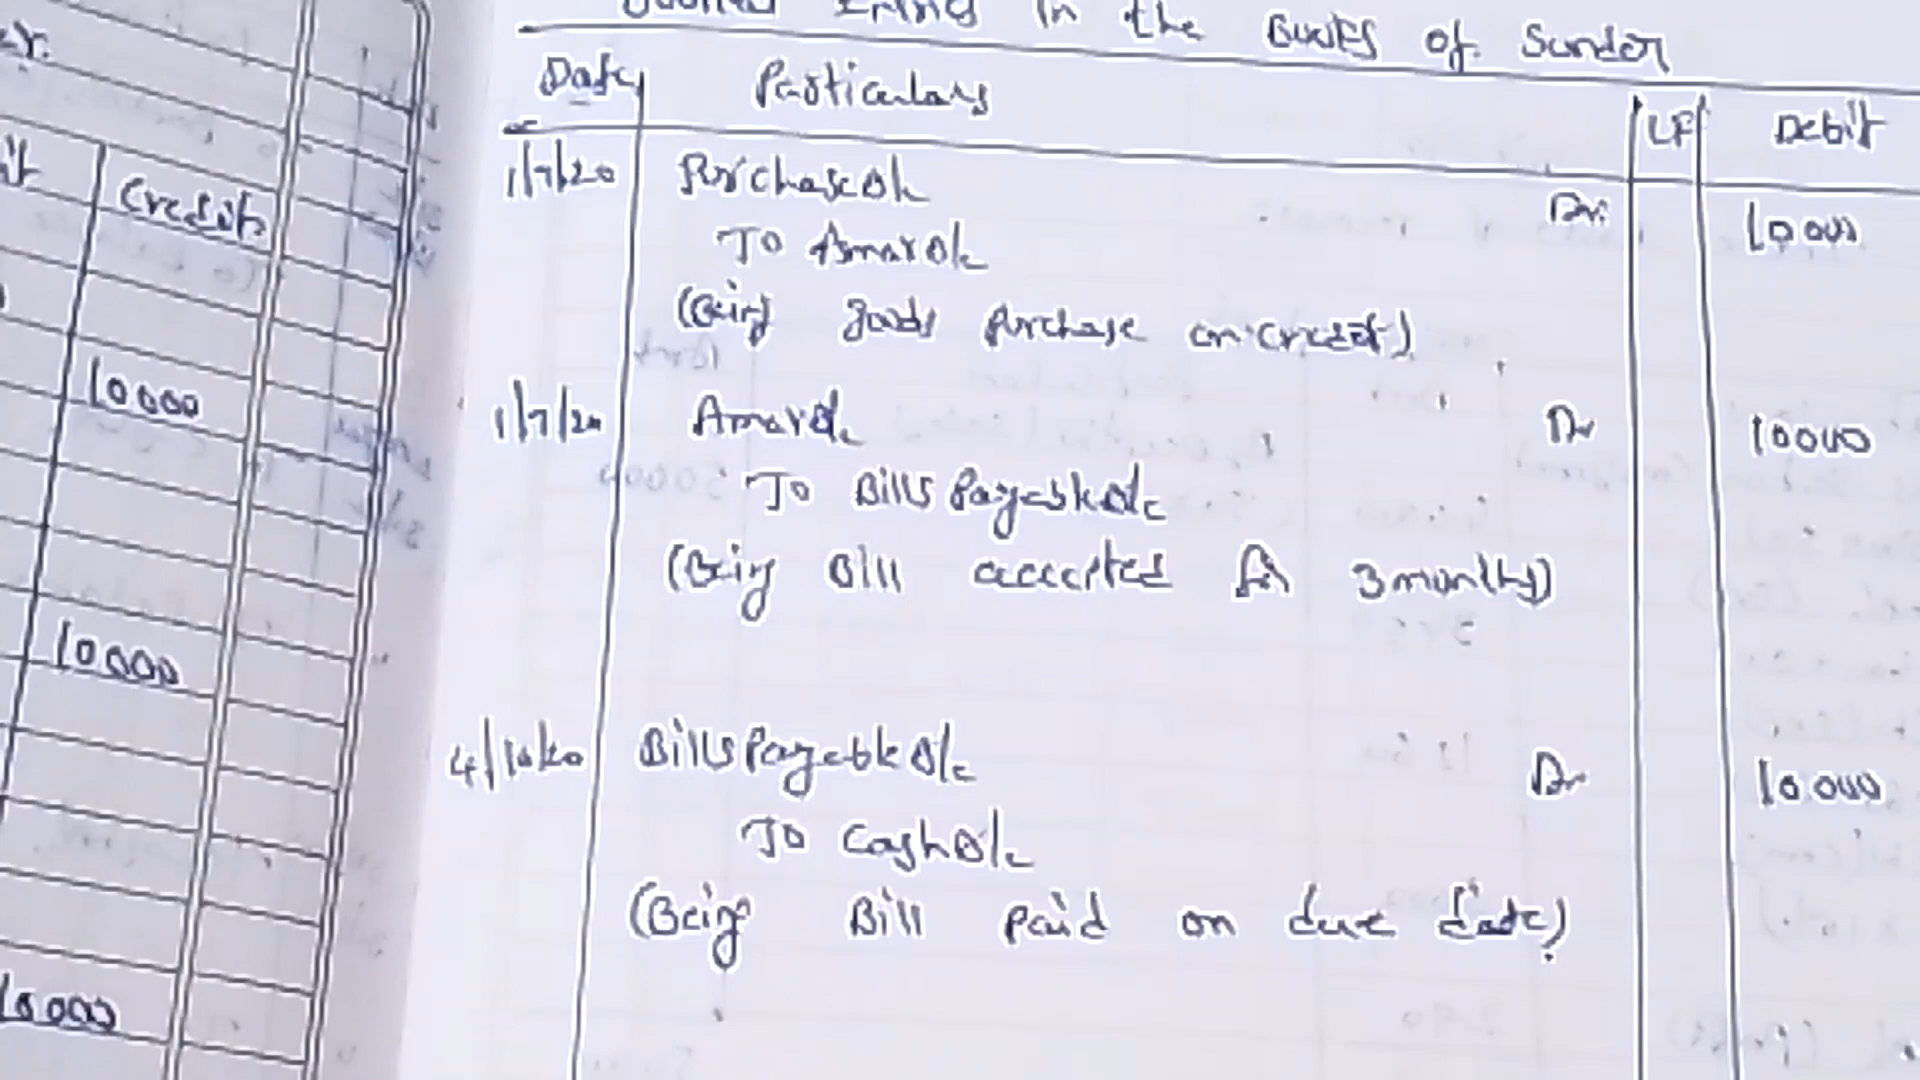 er.
it
Credit
10000
10000
10000
Journal Entries in the Books of Sunder
Date Particulars LF Debit
1/7/20 Purchase A/c Dr. 10000
To Amar A/c
(Being goods purchase on credit)
1/7/20 Amar A/c Dr 10000
To Bills Payable A/c
(Being Bill accepted for 3 months)
4/10/20 Bills Payable A/c Dr 10000
To Cash A/c
(Being Bill paid on due date)